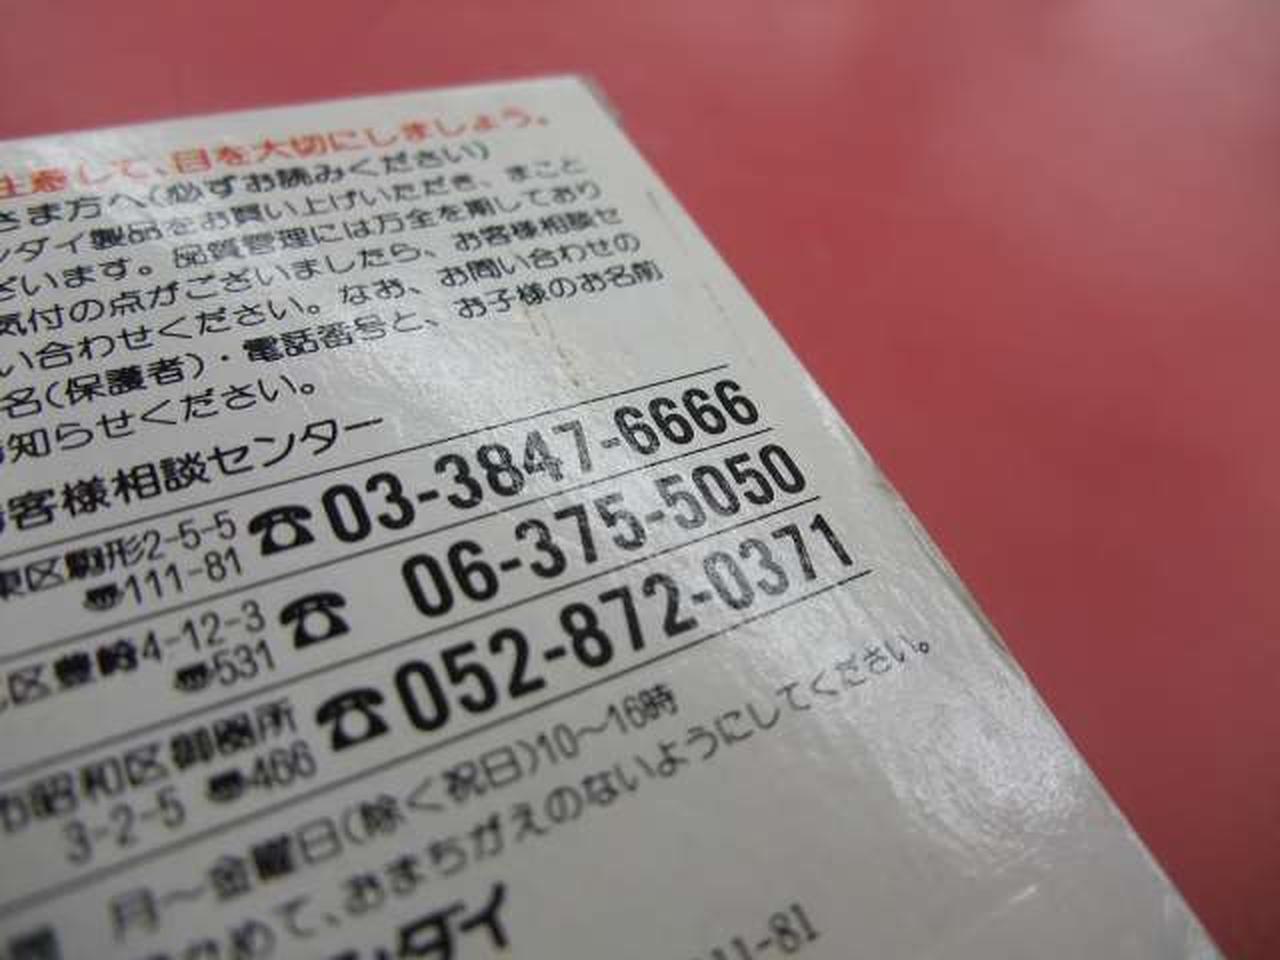 して、目を大切にしましょう。
さま方へ(必ずお読みください)
ンダイ製品をお買い上げいただき、まこと
ざいます。品質管理には万全を期しており
気付の点がございましたら、お客様相談セ
い合わせください。なお、お問い合わせの
名(保護者)・電話番号と、お子様のお名前
知らせください。
客様相談センター
東区駒形2-5-5
〠111-81
☎03-3847-6666
区豊崎4-12-3
〠531
☎06-375-5050
市昭和区御器所
3-2-5 〠466
☎052-872-0371
月〜金曜日(除く祝日)10〜16時
めて、おまちがえのないようにしてください。
ンダイ
11-81